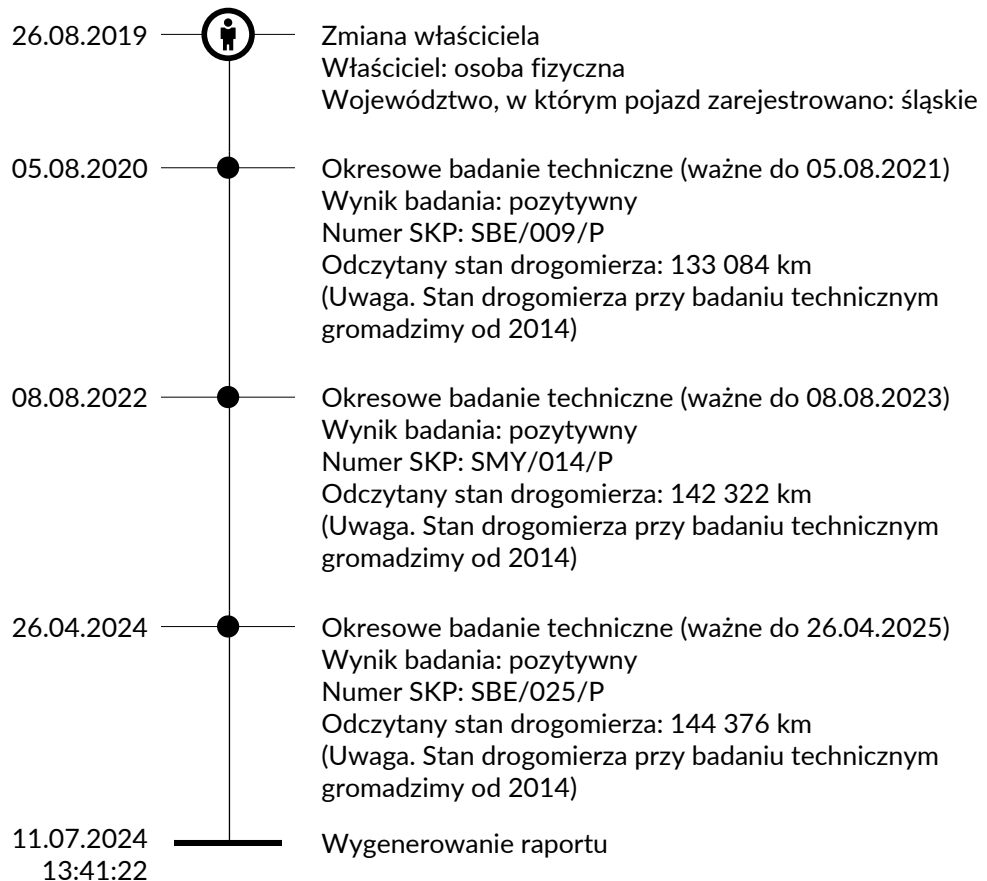 26.08.2019
Zmiana właściciela
Właściciel: osoba fizyczna
Województwo, w którym pojazd zarejestrowano: śląskie
05.08.2020
Okresowe badanie techniczne (ważne do 05.08.2021)
Wynik badania: pozytywny
Numer SKP: SBE/009/P
Odczytany stan drogomierza: 133 084 km
(Uwaga. Stan drogomierza przy badaniu technicznym
gromadzimy od 2014)
08.08.2022
Okresowe badanie techniczne (ważne do 08.08.2023)
Wynik badania: pozytywny
Numer SKP: SMY/014/P
Odczytany stan drogomierza: 142 322 km
(Uwaga. Stan drogomierza przy badaniu technicznym
gromadzimy od 2014)
26.04.2024
Okresowe badanie techniczne (ważne do 26.04.2025)
Wynik badania: pozytywny
Numer SKP: SBE/025/P
Odczytany stan drogomierza: 144 376 km
(Uwaga. Stan drogomierza przy badaniu technicznym
gromadzimy od 2014)
11.07.2024
13:41:22
Wygenerowanie raportu